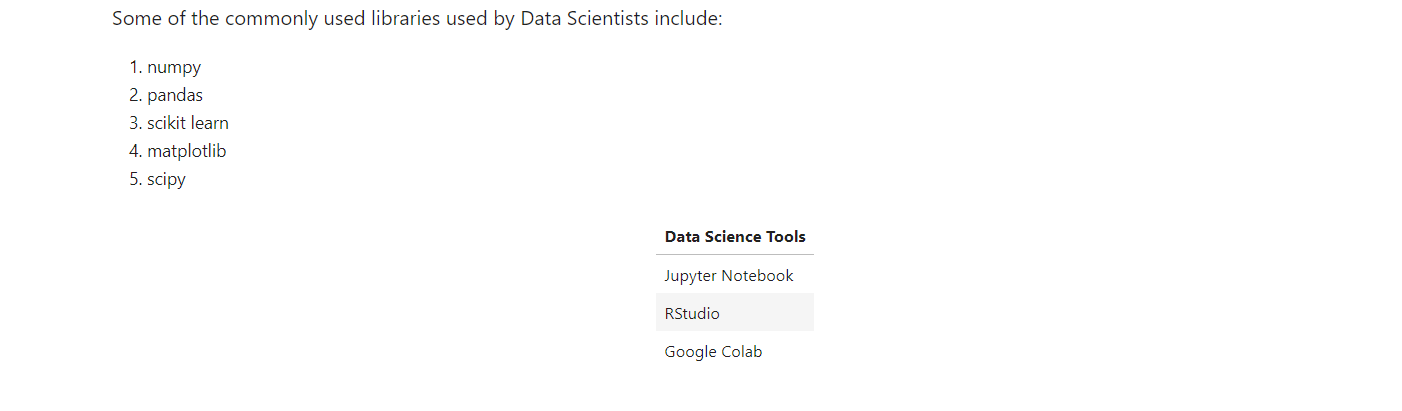 Some of the commonly used libraries used by Data Scientists include:
1. numpy
2. pandas
3. scikit learn
4. matplotlib
5. scipy
Data Science Tools
Jupyter Notebook
RStudio
Google Colab